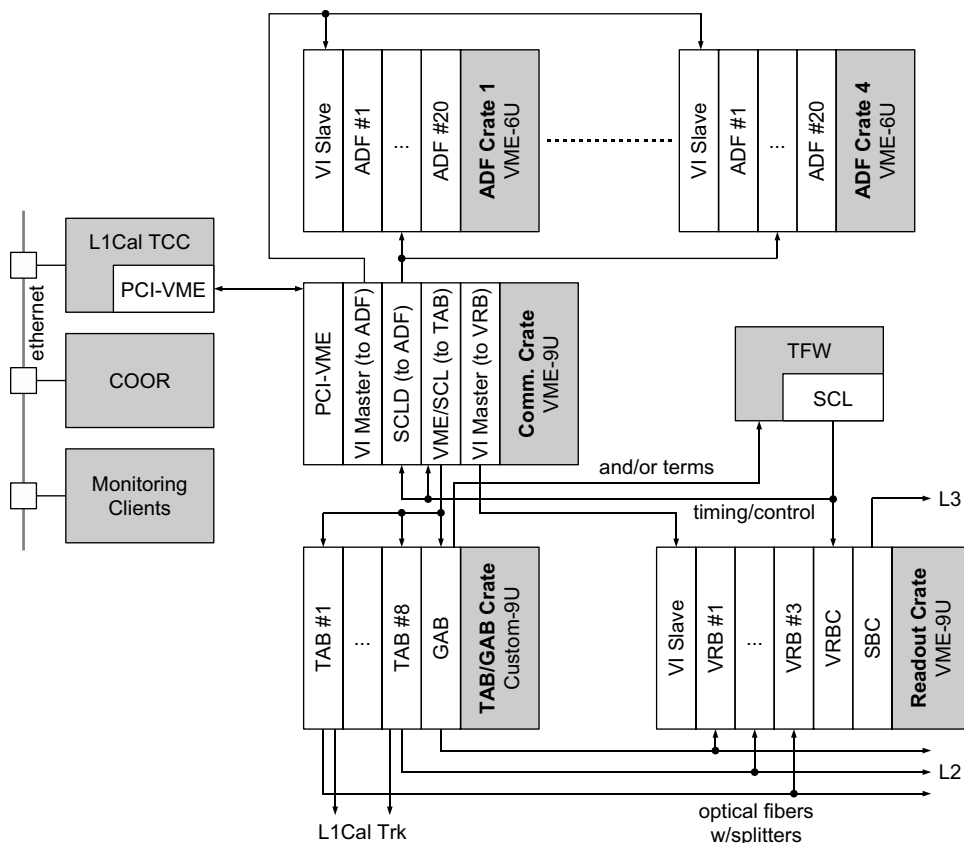 VI Slave
ADF #1
...
ADF #20
ADF Crate 1
VME-6U
VI Slave
ADF #1
...
ADF #20
ADF Crate 4
VME-6U
ethernet
L1Cal TCC
PCI-VME
COOR
Monitoring
Clients
PCI-VME
VI Master (to ADF)
SCLD (to ADF)
VME/SCL (to TAB)
VI Master (to VRB)
Comm. Crate
VME-9U
TFW
SCL
and/or terms
timing/control
L3
TAB #1
...
TAB #8
GAB
TAB/GAB Crate
Custom-9U
VI Slave
VRB #1
...
VRB #3
VRBC
SBC
Readout Crate
VME-9U
L2
L1Cal Trk
optical fibers
w/splitters